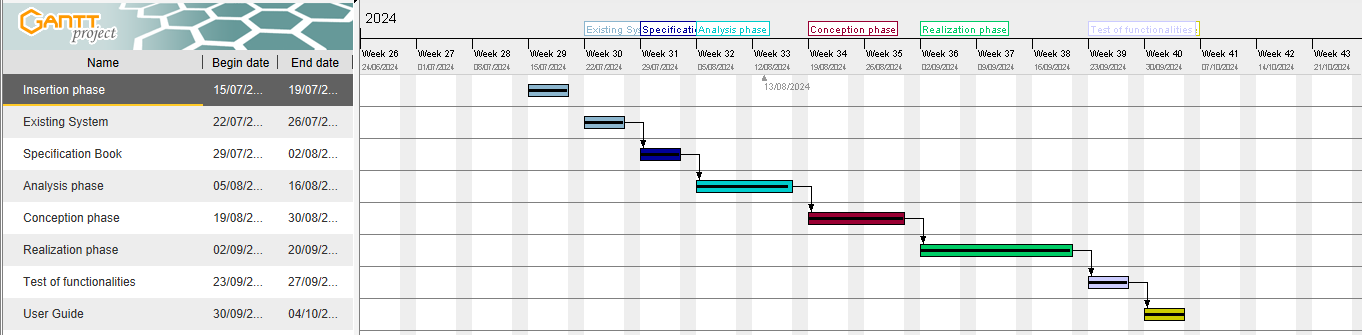 GANTT
project
2024
Existing Sy Specificati Analysis phase Conception phase Realization phase Test of functionalities
Week 26 Week 27 Week 28 Week 29 Week 30 Week 31 Week 32 Week 33 Week 34 Week 35 Week 36 Week 37 Week 38 Week 39 Week 40 Week 41 Week 42 Week 43
24/06/2024 01/07/2024 08/07/2024 15/07/2024 22/07/2024 29/07/2024 05/08/2024 12/08/2024 19/08/2024 26/08/2024 02/09/2024 09/09/2024 16/09/2024 23/09/2024 30/09/2024 07/10/2024 14/10/2024 21/10/2024
Name Begin date End date
13/08/2024
Insertion phase 15/07/2... 19/07/2...
Existing System 22/07/2... 26/07/2...
Specification Book 29/07/2... 02/08/2...
Analysis phase 05/08/2... 16/08/2...
Conception phase 19/08/2... 30/08/2...
Realization phase 02/09/2... 20/09/2...
Test of functionalities 23/09/2... 27/09/2...
User Guide 30/09/2... 04/10/2...